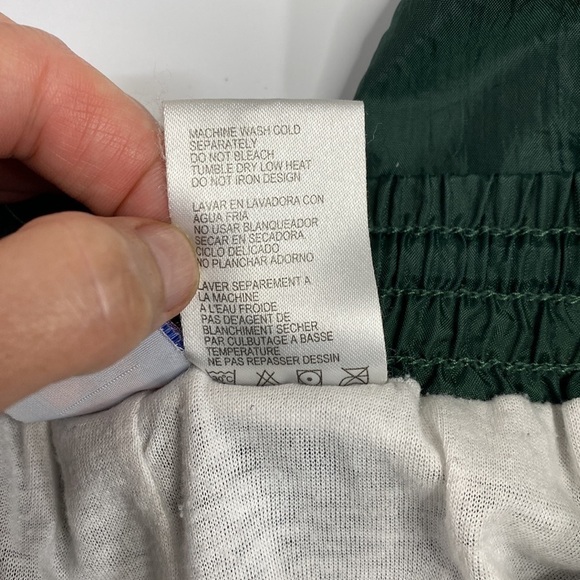 MACHINE WASH COLD
SEPARATELY
DO NOT BLEACH
TUMBLE DRY LOW HEAT
DO NOT IRON DESIGN
LAVAR EN LAVADORA CON
AGUA FRIA
NO USAR BLANQUEADOR
SECAR EN SECADORA
CICLO DELICADO
NO PLANCHAR ADORNO
LAVER SEPAREMENT A
LA MACHINE
A L'EAU FRÖIDE
PAS D'AGENT DE
BLANCHIMENT SECHER
PAR CULBUTAGE A BASSE
TEMPERATURE
NE PAS REPASSER DESSIN